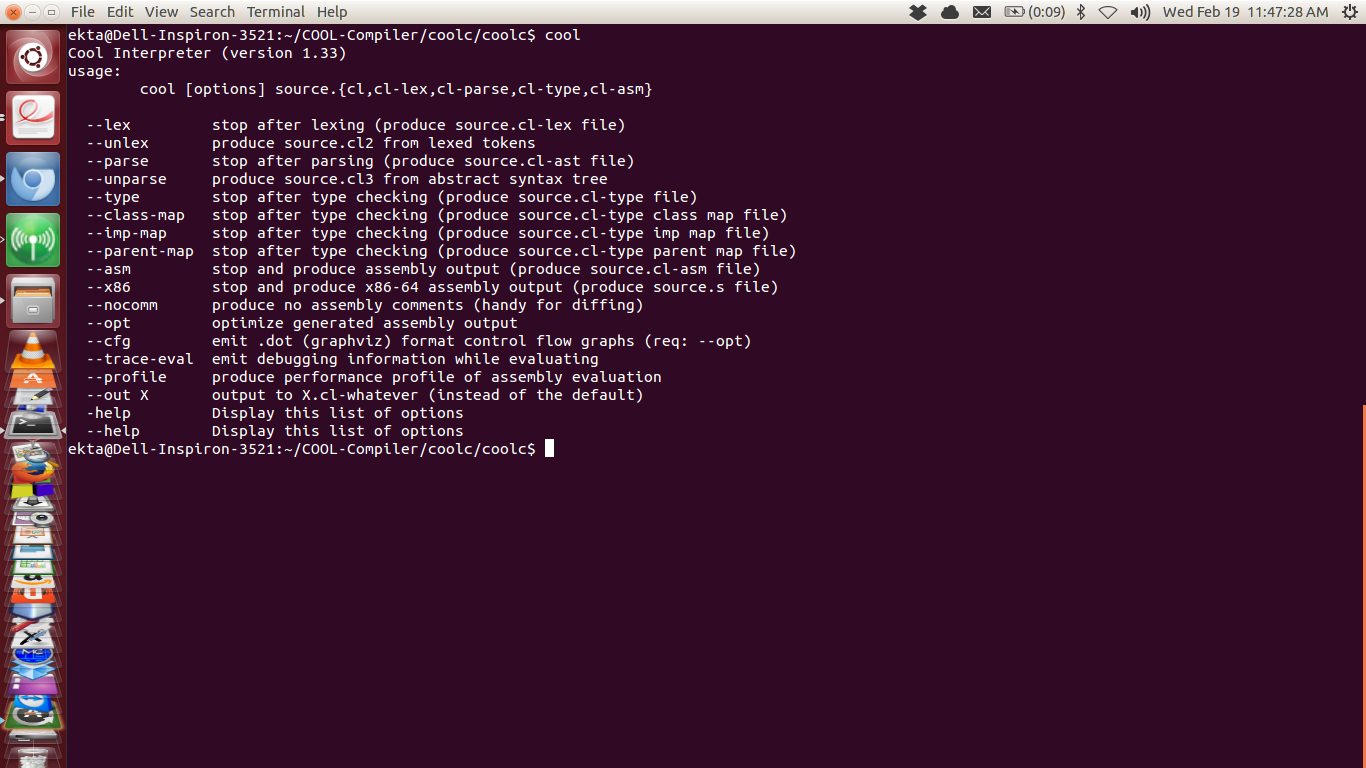 File Edit View Search Terminal Help (0:09) Wed Feb 19 11:47:28 AM
ekta@Dell-Inspiron-3521:~/COOL-Compiler/coolc/coolc$ cool
Cool Interpreter (version 1.33)
usage:
cool [options] source.{cl,cl-lex,cl-parse,cl-type,cl-asm}
--lex stop after lexing (produce source.cl-lex file)
--unlex produce source.cl2 from lexed tokens
--parse stop after parsing (produce source.cl-ast file)
--unparse produce source.cl3 from abstract syntax tree
--type stop after type checking (produce source.cl-type file)
--class-map stop after type checking (produce source.cl-type class map file)
--imp-map stop after type checking (produce source.cl-type imp map file)
--parent-map stop after type checking (produce source.cl-type parent map file)
--asm stop and produce assembly output (produce source.cl-asm file)
--x86 stop and produce x86-64 assembly output (produce source.s file)
--nocomm produce no assembly comments (handy for diffing)
--opt optimize generated assembly output
--cfg emit .dot (graphviz) format control flow graphs (req: --opt)
--trace-eval emit debugging information while evaluating
--profile produce performance profile of assembly evaluation
--out X output to X.cl-whatever (instead of the default)
-help Display this list of options
--help Display this list of options
ekta@Dell-Inspiron-3521:~/COOL-Compiler/coolc/coolc$